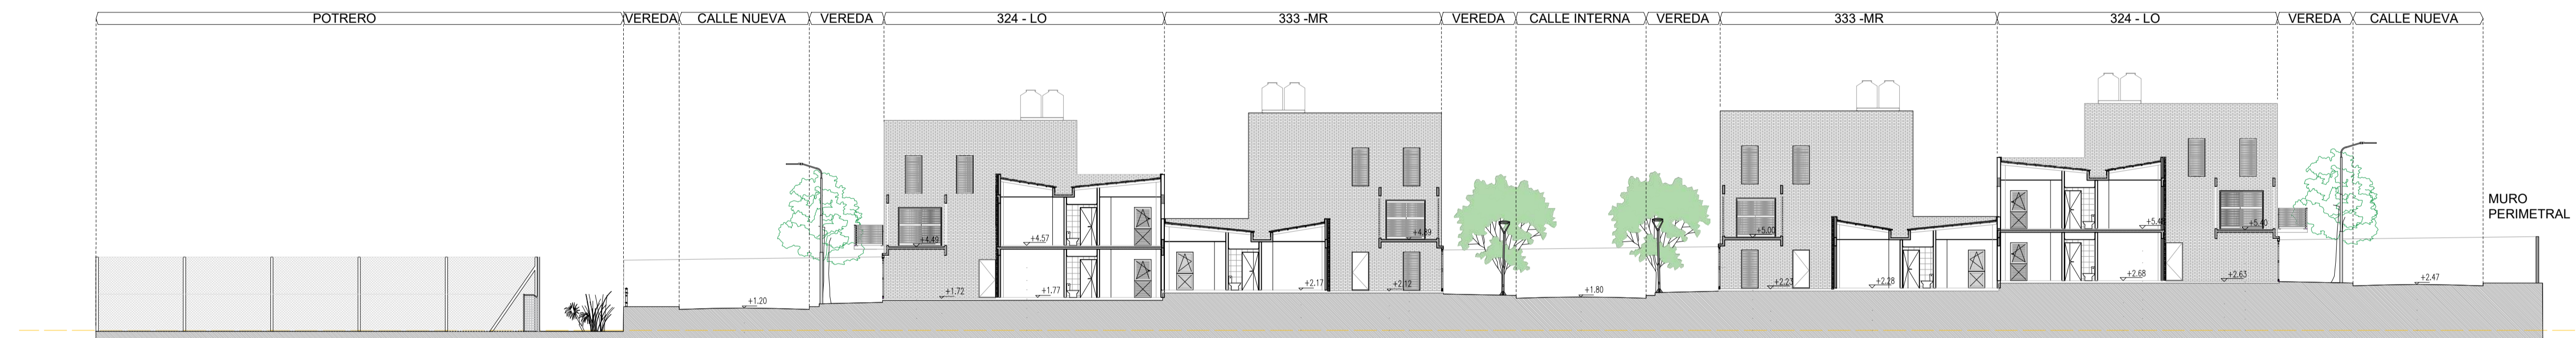 POTRERO
VEREDA
CALLE NUEVA
VEREDA
324 - LO
333 -MR
VEREDA
CALLE INTERNA
VEREDA
333 -MR
324 - LO
VEREDA
CALLE NUEVA
MURO
PERIMETRAL
+4.49
+4.57
+4.89
+5.00
+5.40
+1.20
+1.72
+1.77
+2.17
+2.12
+1.80
+2.23
+2.28
+2.68
+2.63
+2.47